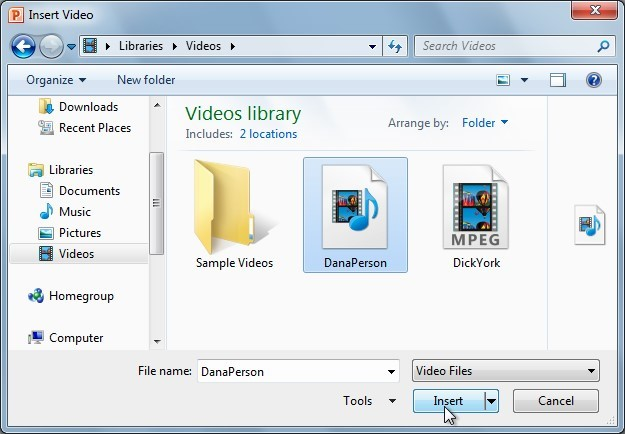 Insert Video
Libraries
Videos
Search Videos
Organize
New folder
Downloads
Recent Places
Libraries
Documents
Music
Pictures
Videos
Homegroup
Computer
Videos library
Includes: 2 locations
Arrange by: Folder
Sample Videos
DanaPerson
MPEG
DickYork
File name: DanaPerson
Video Files
Tools
Insert
Cancel